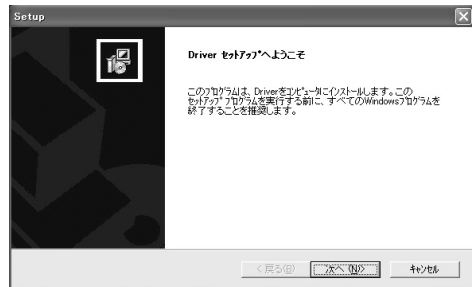 Setup
Driver ｾｯﾄｱｯﾌﾟへようこそ
このﾌﾟﾛｸﾞﾗﾑは、Driverをｺﾝﾋﾟｭｰﾀにｲﾝｽﾄｰﾙします。この
ｾｯﾄｱｯﾌﾟ ﾌﾟﾛｸﾞﾗﾑを実行する前に、すべてのWindowsﾌﾟﾛｸﾞﾗﾑを
終了することを推奨します。
< 戻る(B)
次へ (N)>
ｷｬﾝｾﾙ